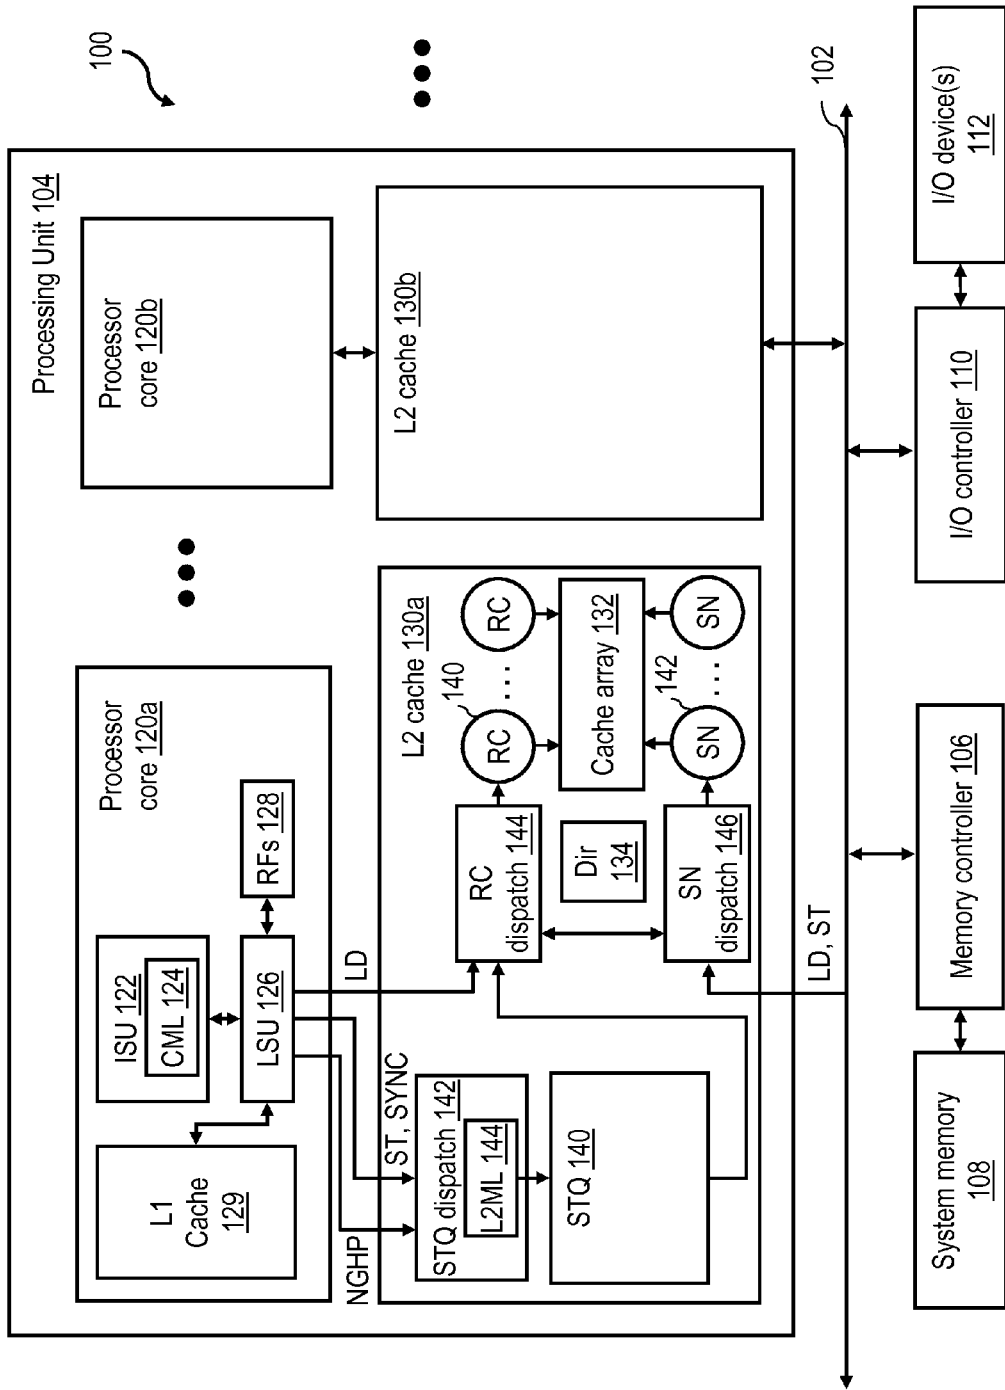 100
Processing Unit 104
Processor
core 120a
ISU 122
CML 124
L1
Cache
129
LSU 126
RFs 128
NGHP
ST, SYNC
LD
L2 cache 130a
STQ dispatch 142
L2ML 144
STQ 140
RC
dispatch 144
Dir
134
SN
dispatch 146
140
RC
. . .
RC
Cache array 132
142
SN
. . .
SN
LD, ST
Processor
core 120b
L2 cache 130b
102
System memory
108
Memory controller 106
I/O controller 110
I/O device(s)
112